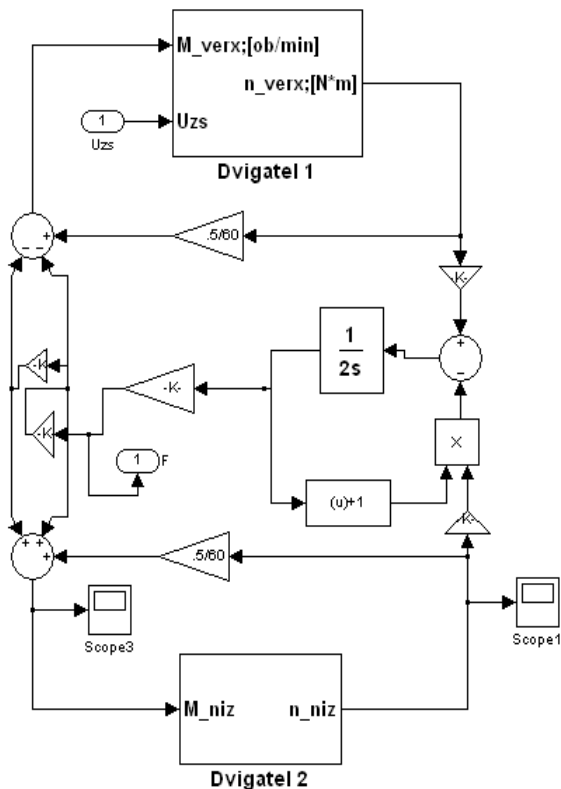 M_verx;[ob/min]
n_verx;[N*m]
1
Uzs
Uzs
Dvigatel 1
.5/60
-K-
1
2s
+
-
-K-
-K
-K
1
F
X
(u)+1
-K-
.5/60
Scope3
Scope1
M_niz
n_niz
Dvigatel 2